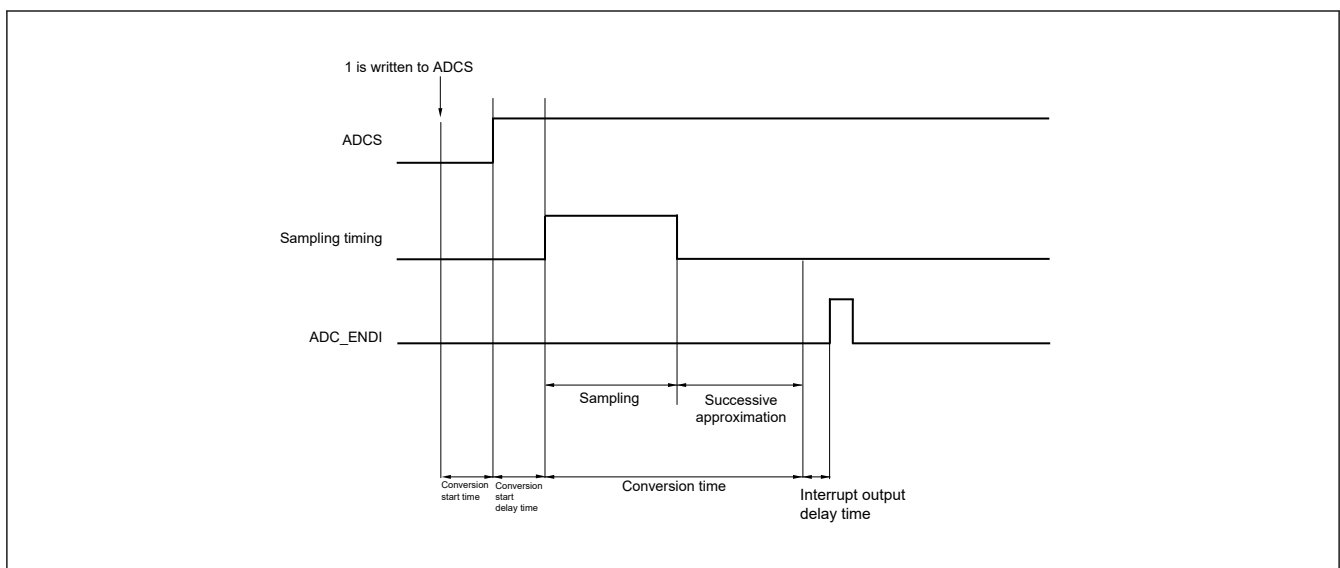 1 is written to ADCS
ADCS
Sampling timing
ADC_ENDI
Sampling
Successive
approximation
Conversion
start time
Conversion
start
delay time
Conversion time
Interrupt output
delay time